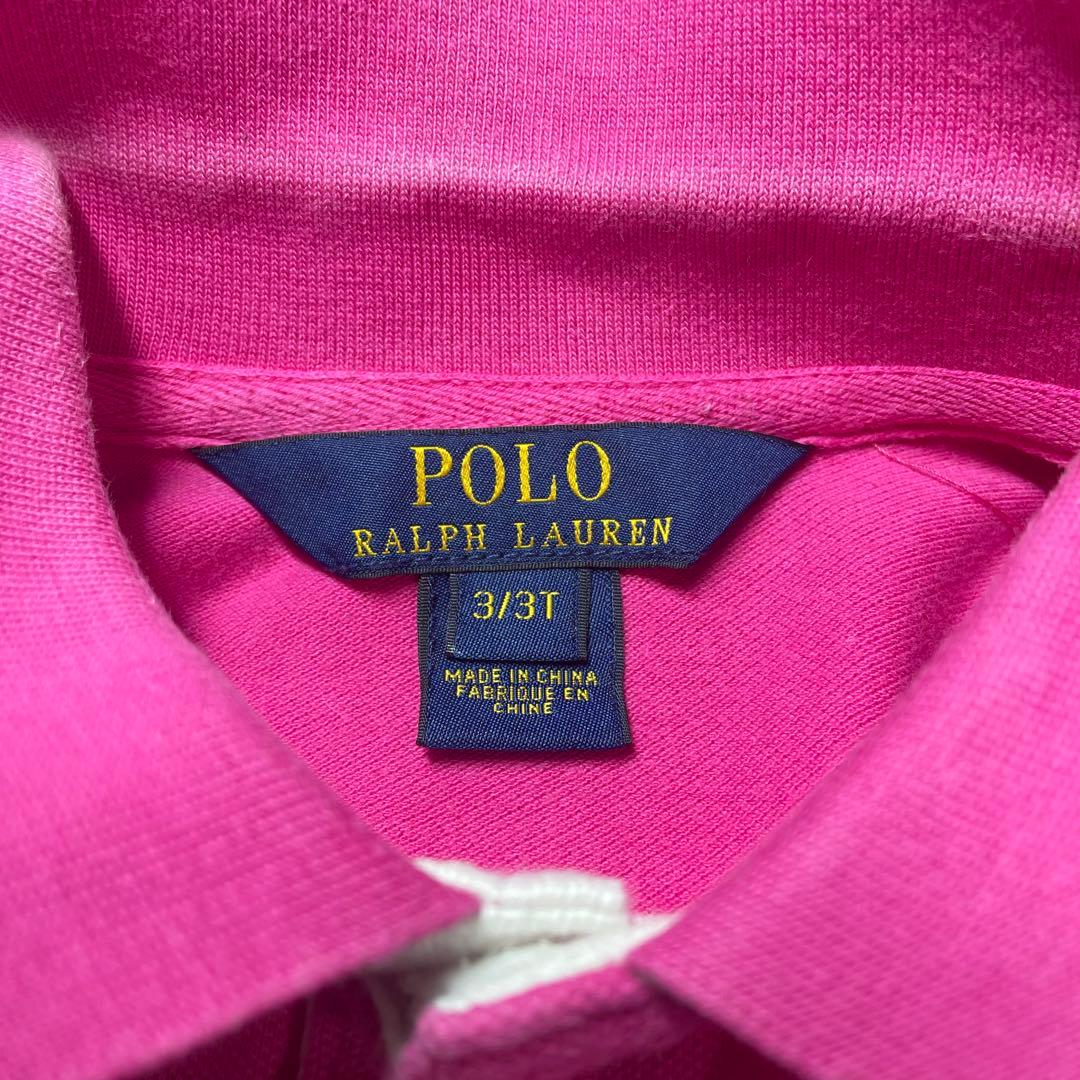 POLO
RALPH LAUREN
3/3T
MADE IN CHINA
FABRIQUE EN
CHINE